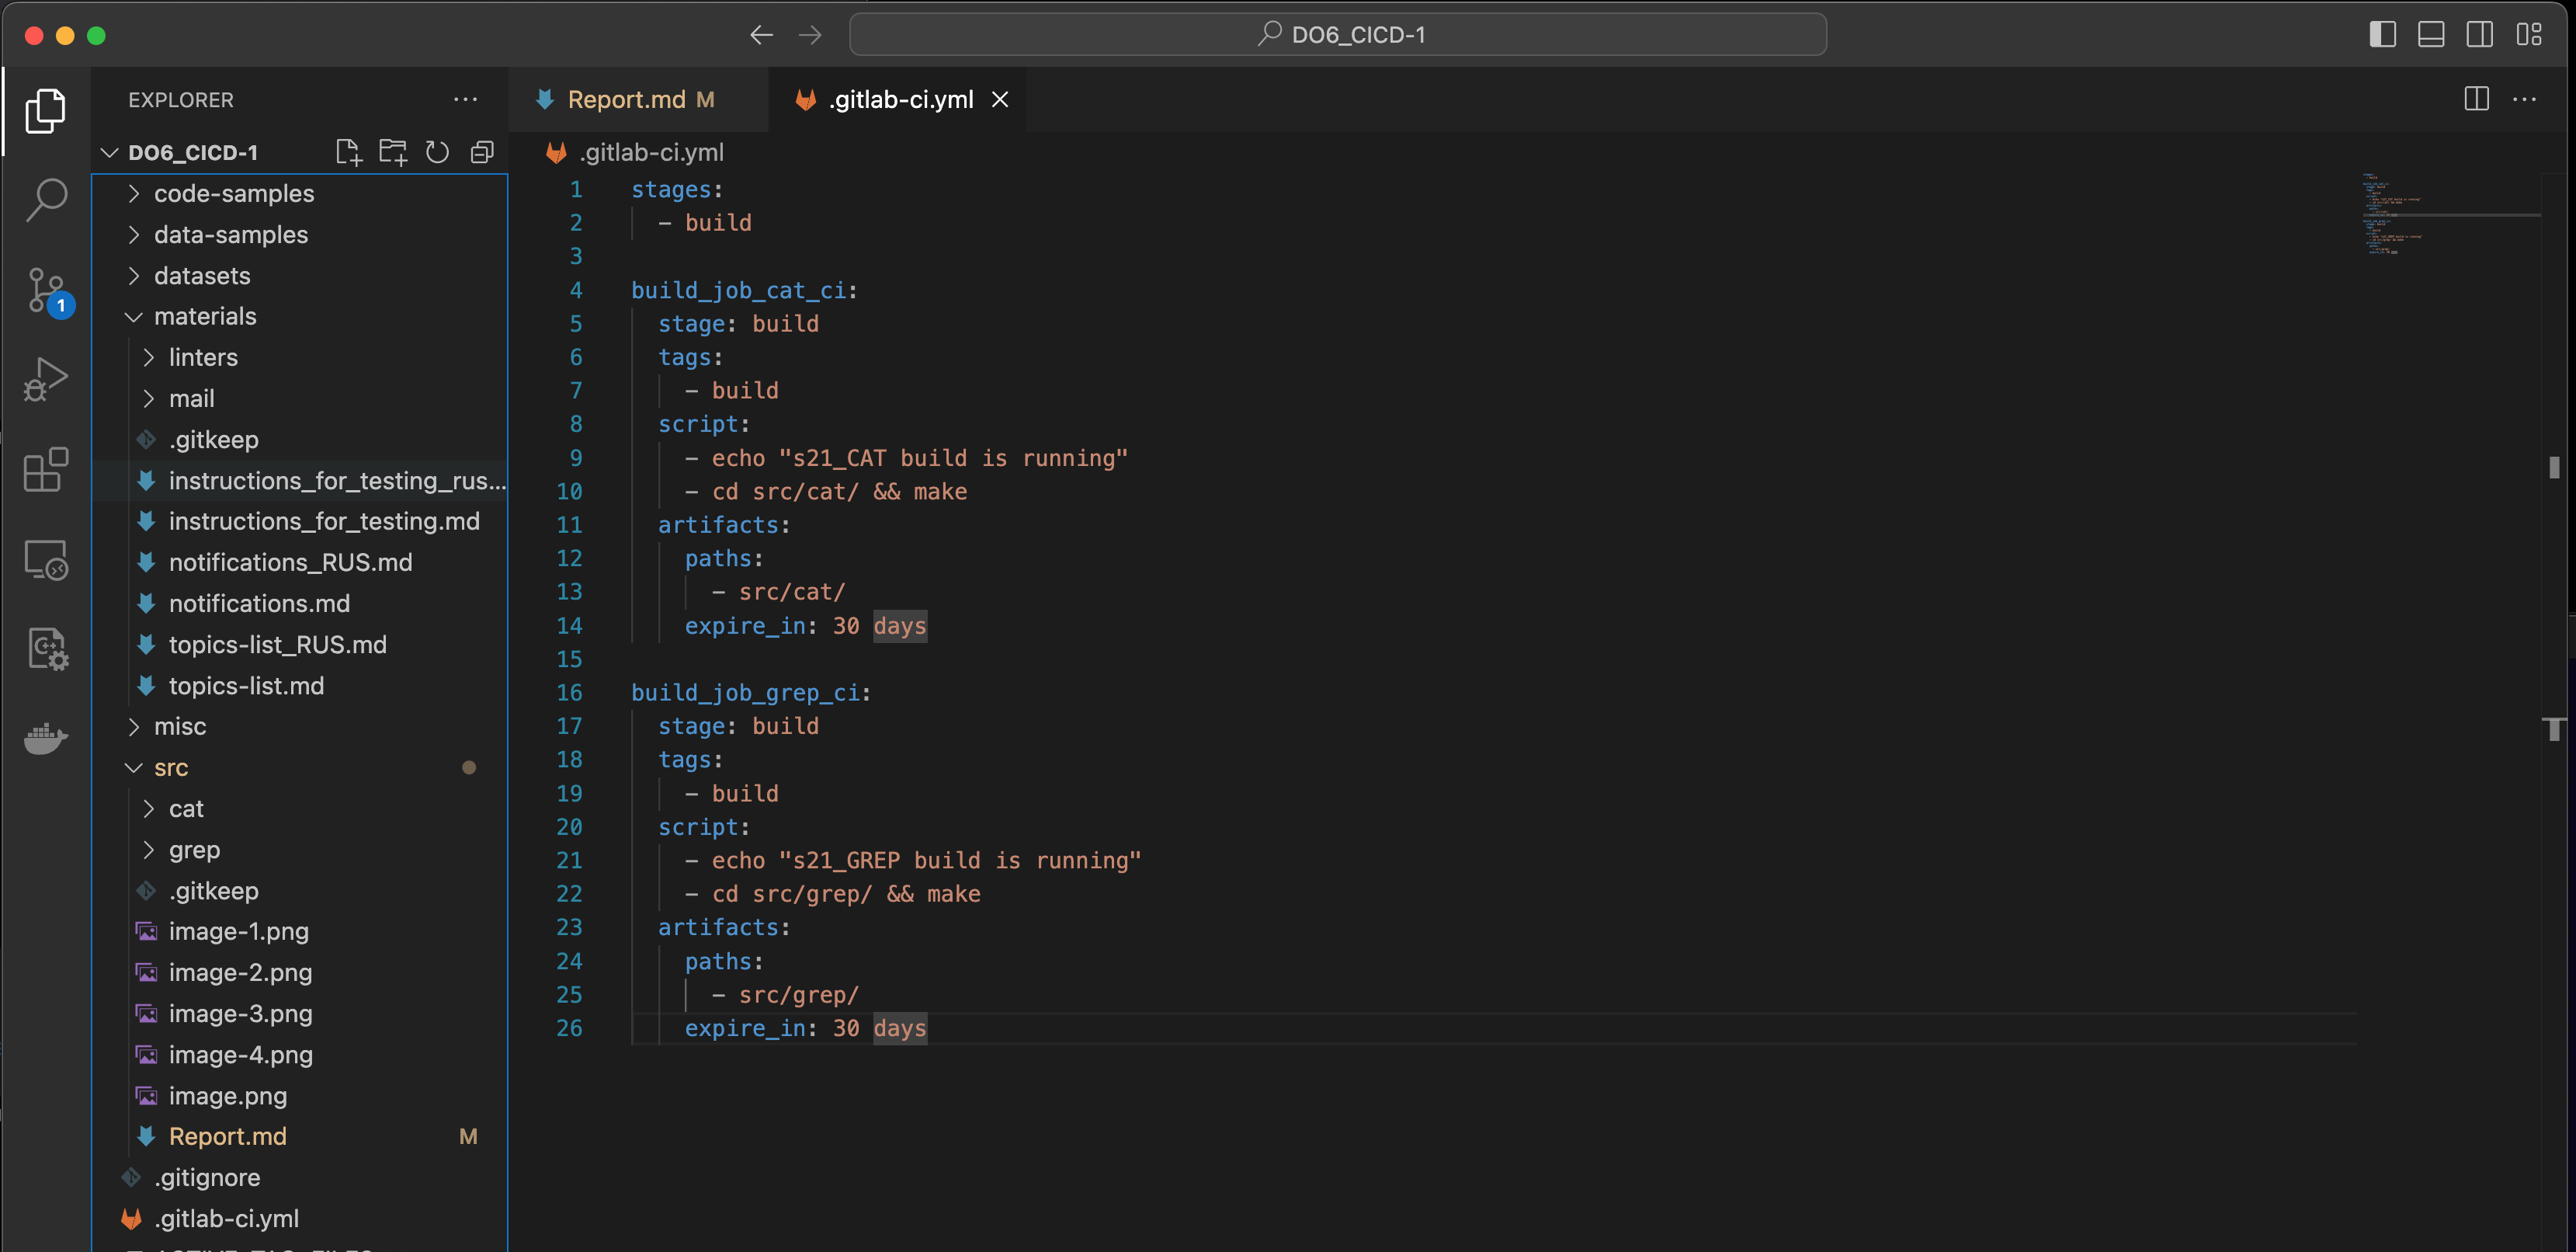 DO6_CICD-1
EXPLORER
DO6_CICD-1
code-samples
data-samples
datasets
materials
linters
mail
.gitkeep
instructions_for_testing_rus...
instructions_for_testing.md
notifications_RUS.md
notifications.md
topics-list_RUS.md
topics-list.md
misc
src
cat
grep
.gitkeep
image-1.png
image-2.png
image-3.png
image-4.png
image.png
Report.md M
.gitignore
.gitlab-ci.yml
1
Report.md M
.gitlab-ci.yml
.gitlab-ci.yml
1 stages:
2   - build
3
4 build_job_cat_ci:
5   stage: build
6   tags:
7     - build
8   script:
9     - echo "s21_CAT build is running"
10     - cd src/cat/ && make
11   artifacts:
12     paths:
13       - src/cat/
14     expire_in: 30 days
15
16 build_job_grep_ci:
17   stage: build
18   tags:
19     - build
20   script:
21     - echo "s21_GREP build is running"
22     - cd src/grep/ && make
23   artifacts:
24     paths:
25       - src/grep/
26     expire_in: 30 days